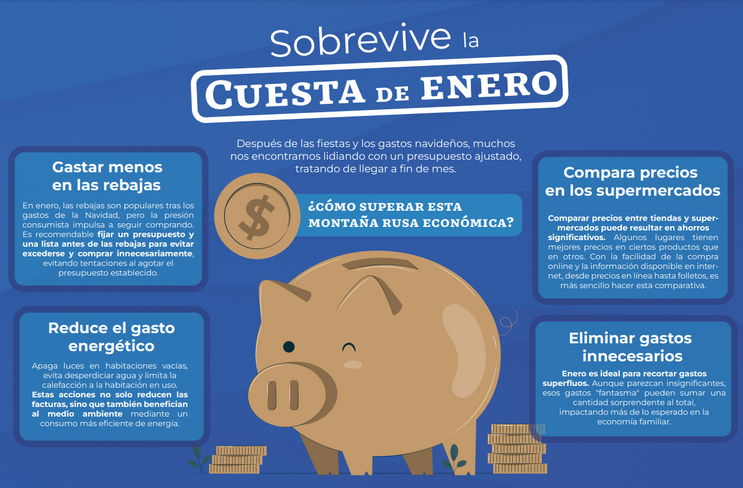 Sobrevive la
CUESTA DE ENERO
Después de las fiestas y los gastos navideños, muchos
nos encontramos lidiando con un presupuesto ajustado,
tratando de llegar a fin de mes.
$
¿CÓMO SUPERAR ESTA
MONTAÑA RUSA ECONÓMICA?
Gastar menos
en las rebajas
En enero, las rebajas son populares tras los
gastos de la Navidad, pero la presión
consumista impulsa a seguir comprando.
Es recomendable fijar un presupuesto y
una lista antes de las rebajas para evitar
excederse y comprar innecesariamente,
evitando tentaciones al agotar el
presupuesto establecido.
Compara precios
en los supermercados
Comparar precios entre tiendas y super-
mercados puede resultar en ahorros
significativos. Algunos lugares tienen
mejores precios en ciertos productos que
en otros. Con la facilidad de la compra
online y la información disponible en inter-
net, desde precios en línea hasta folletos, es
más sencillo hacer esta comparativa.
Reduce el gasto
energético
Apaga luces en habitaciones vacías,
evita desperdiciar agua y limita la
calefacción a la habitación en uso.
Estas acciones no solo reducen las
facturas, sino que también benefician
al medio ambiente mediante un
consumo más eficiente de energía.
Eliminar gastos
innecesarios
Enero es ideal para recortar gastos
superfluos. Aunque parezcan insignificantes,
esos gastos "fantasma" pueden sumar una
cantidad sorprendente al total,
impactando más de lo esperado en la
economía familiar.